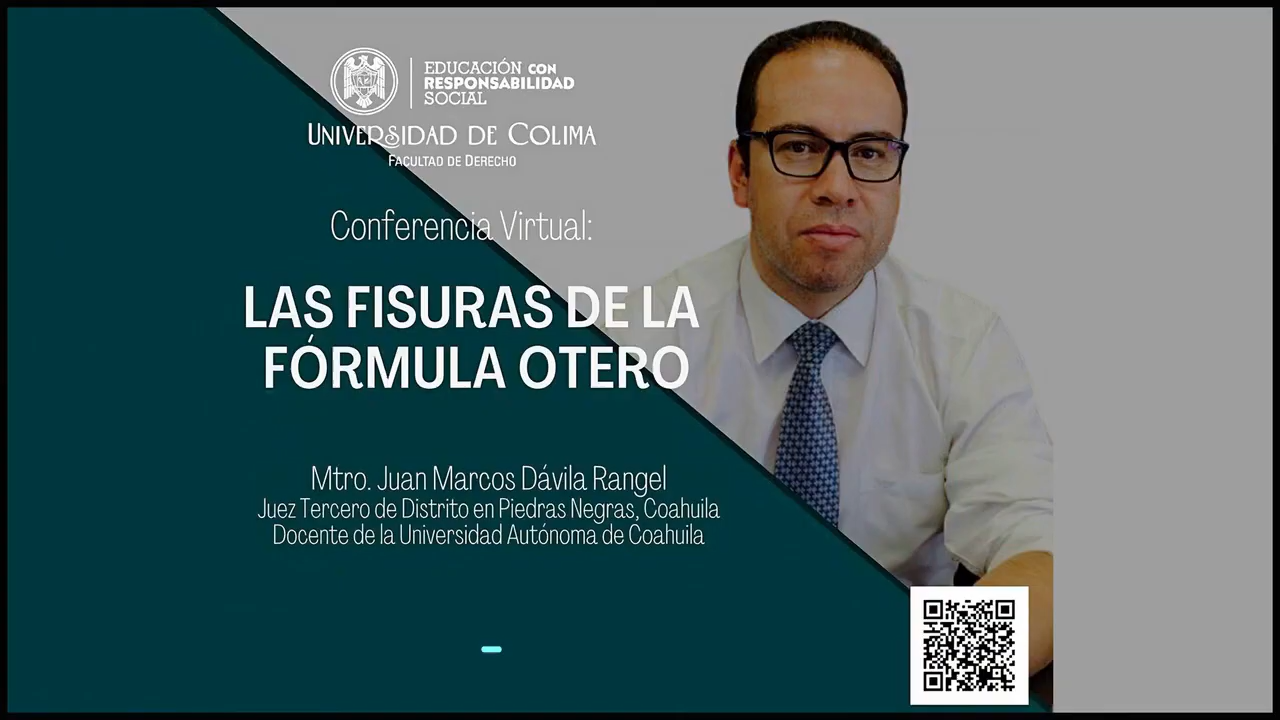 EDUCACIÓN CON
RESPONSABILIDAD
SOCIAL
UNIVERSIDAD DE COLIMA
FACULTAD DE DERECHO
Conferencia Virtual:
LAS FISURAS DE LA
FÓRMULA OTERO
Mtro. Juan Marcos Dávila Rangel
Juez Tercero de Distrito en Piedras Negras, Coahuila
Docente de la Universidad Autónoma de Coahuila